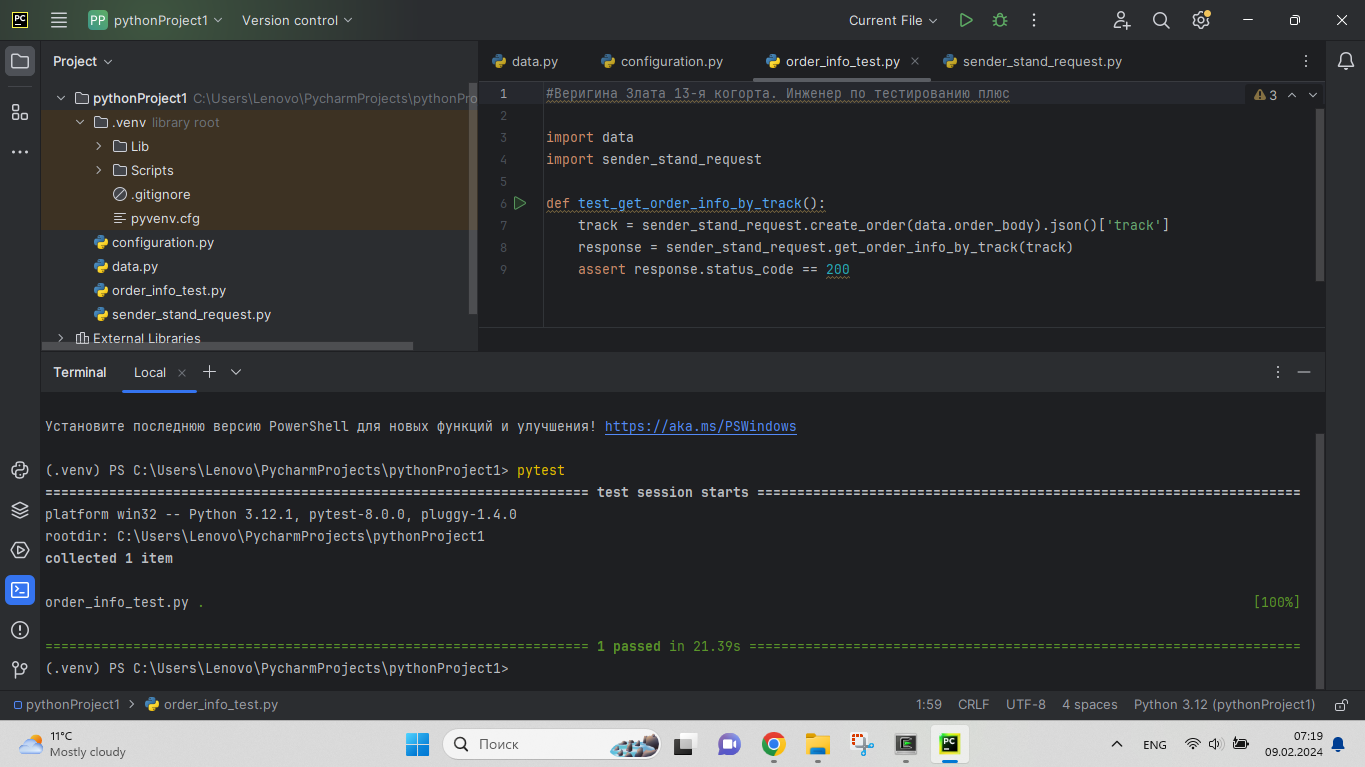 PC
PP pythonProject1 Version control Current File
Project
data.py configuration.py order_info_test.py sender_stand_request.py
pythonProject1 C:\Users\Lenovo\PycharmProjects\pythonPro
.venv library root
Lib
Scripts
.gitignore
pyvenv.cfg
configuration.py
data.py
order_info_test.py
sender_stand_request.py
External Libraries
1 #Веригина Злата 13-я когорта. Инженер по тестированию плюс
3
2
3 import data
4 import sender_stand_request
5
6 def test_get_order_info_by_track():
7 track = sender_stand_request.create_order(data.order_body).json()['track']
8 response = sender_stand_request.get_order_info_by_track(track)
9 assert response.status_code == 200
Terminal Local
Установите последнюю версию PowerShell для новых функций и улучшения! https://aka.ms/PSWindows
(.venv) PS C:\Users\Lenovo\PycharmProjects\pythonProject1> pytest
==================================================================== test session starts ====================================================================
platform win32 -- Python 3.12.1, pytest-8.0.0, pluggy-1.4.0
rootdir: C:\Users\Lenovo\PycharmProjects\pythonProject1
collected 1 item
order_info_test.py . [100%]
==================================================================== 1 passed in 21.39s =====================================================================
(.venv) PS C:\Users\Lenovo\PycharmProjects\pythonProject1>
pythonProject1 > order_info_test.py 1:59 CRLF UTF-8 4 spaces Python 3.12 (pythonProject1)
11°C
Mostly cloudy
Поиск
PC
ENG
07:19
09.02.2024